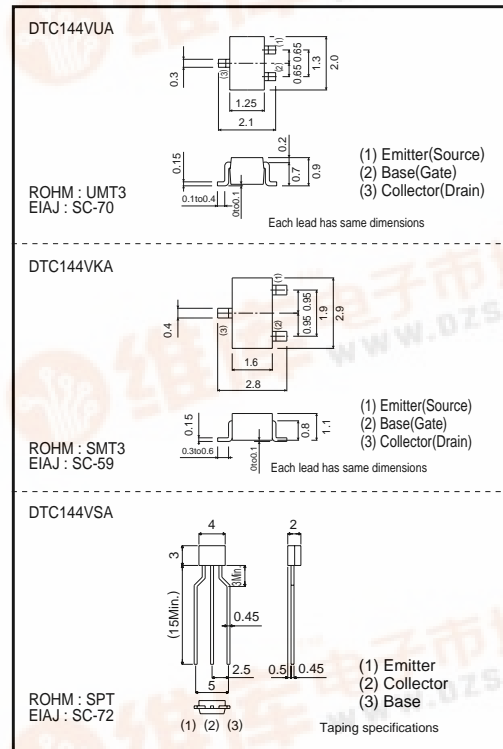 DTC144VUA
(1)
(2)
(3)
0.3
0.65
0.65
1.3
2.0
1.25
2.1
0.2
0.15
0.7
0.9
0.1to0.4
0to0.1
ROHM : UMT3
EIAJ : SC-70
(1) Emitter(Source)
(2) Base(Gate)
(3) Collector(Drain)
Each lead has same dimensions
DTC144VKA
(1)
(2)
(3)
0.4
0.95
0.95
1.9
2.9
1.6
2.8
0.15
0.8
1.1
0.3to0.6
0to0.1
ROHM : SMT3
EIAJ : SC-59
(1) Emitter(Source)
(2) Base(Gate)
(3) Collector(Drain)
Each lead has same dimensions
DTC144VSA
4
2
3
3Min.
(15Min.)
0.45
2.5
0.5
0.45
5
ROHM : SPT
EIAJ : SC-72
(1) (2) (3)
(1) Emitter
(2) Collector
(3) Base
Taping specifications